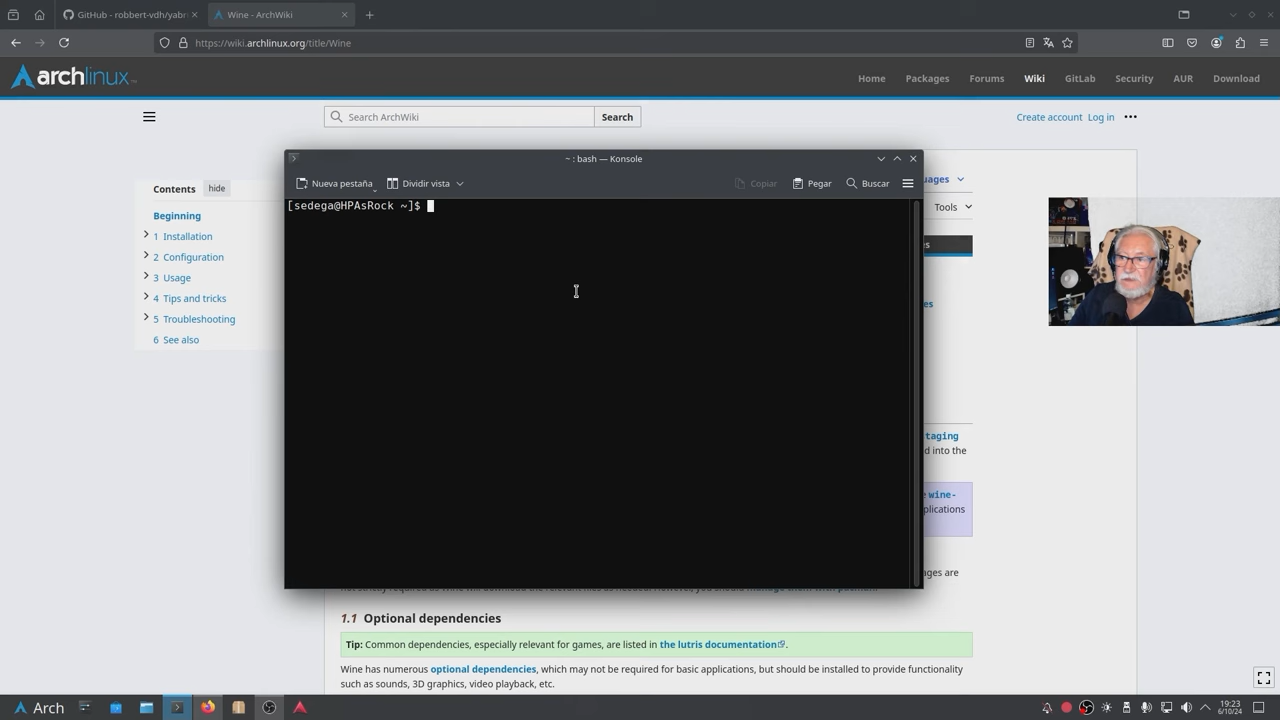 GitHub - robbert-vdh/yabr
Wine - ArchWiki
https://wiki.archlinux.org/title/Wine
archlinux
Home
Packages
Forums
Wiki
GitLab
Security
AUR
Download
Search ArchWiki
Search
Create account
Log in
Contents
hide
Beginning
1 Installation
2 Configuration
3 Usage
4 Tips and tricks
5 Troubleshooting
6 See also
~ : bash — Konsole
Nueva pestaña
Dividir vista
Copiar
Pegar
Buscar
[sedega@HPAsRock ~]$
uages
Tools
es
es
taging
d into the
e wine-
plications
ages are
1.1 Optional dependencies
Tip: Common dependencies, especially relevant for games, are listed in the lutris documentation.
Wine has numerous optional dependencies, which may not be required for basic applications, but should be installed to provide functionality
such as sounds, 3D graphics, video playback, etc.
Arch
19:23
6/10/24